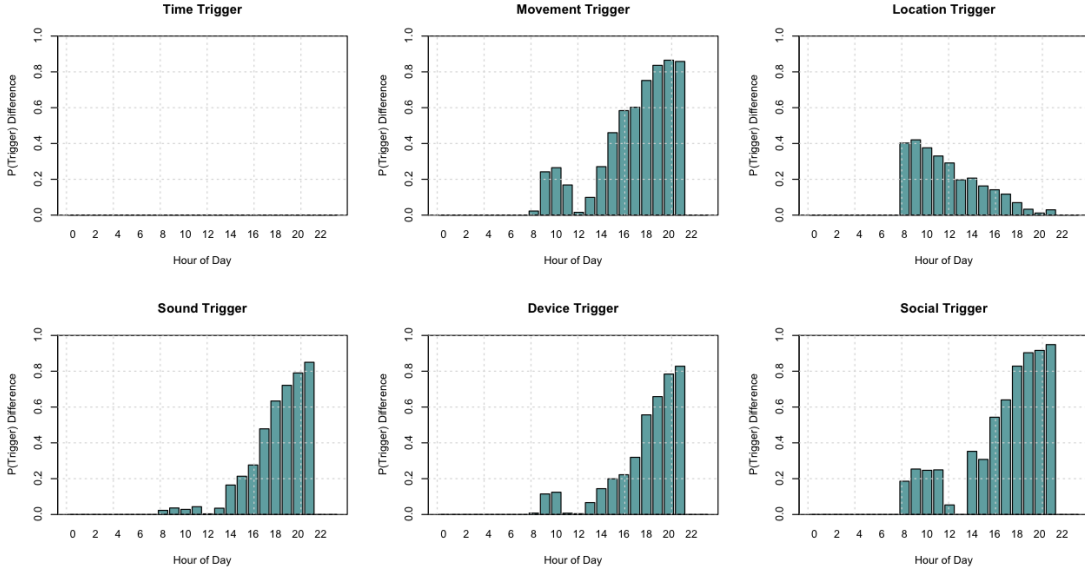 Time Trigger
P(Trigger) Difference
0.0 0.2 0.4 0.6 0.8 1.0
0 2 4 6 8 10 12 14 16 18 20 22
Hour of Day
Movement Trigger
P(Trigger) Difference
0.0 0.2 0.4 0.6 0.8 1.0
0 2 4 6 8 10 12 14 16 18 20 22
Hour of Day
Location Trigger
P(Trigger) Difference
0.0 0.2 0.4 0.6 0.8 1.0
0 2 4 6 8 10 12 14 16 18 20 22
Hour of Day
Sound Trigger
P(Trigger) Difference
0.0 0.2 0.4 0.6 0.8 1.0
0 2 4 6 8 10 12 14 16 18 20 22
Hour of Day
Device Trigger
P(Trigger) Difference
0.0 0.2 0.4 0.6 0.8 1.0
0 2 4 6 8 10 12 14 16 18 20 22
Hour of Day
Social Trigger
P(Trigger) Difference
0.0 0.2 0.4 0.6 0.8 1.0
0 2 4 6 8 10 12 14 16 18 20 22
Hour of Day